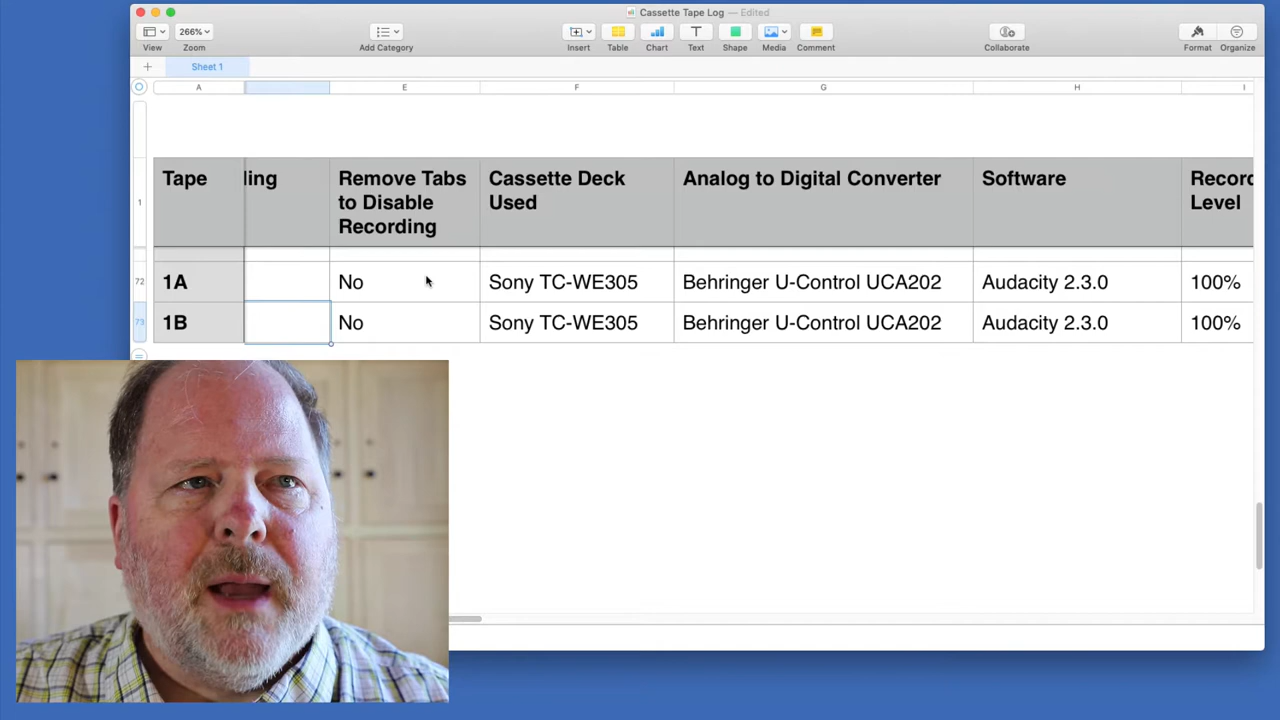 Cassette Tape Log — Edited
266%
View
Zoom
Add Category
Insert
Table
Chart
Text
Shape
Media
Comment
Collaborate
Format
Organize
Sheet 1
A
E
F
G
H
I
1
Tape
ling
Remove Tabs
to Disable
Recording
Cassette Deck
Used
Analog to Digital Converter
Software
Record
Level
72
1A
No
Sony TC-WE305
Behringer U-Control UCA202
Audacity 2.3.0
100%
73
1B
No
Sony TC-WE305
Behringer U-Control UCA202
Audacity 2.3.0
100%